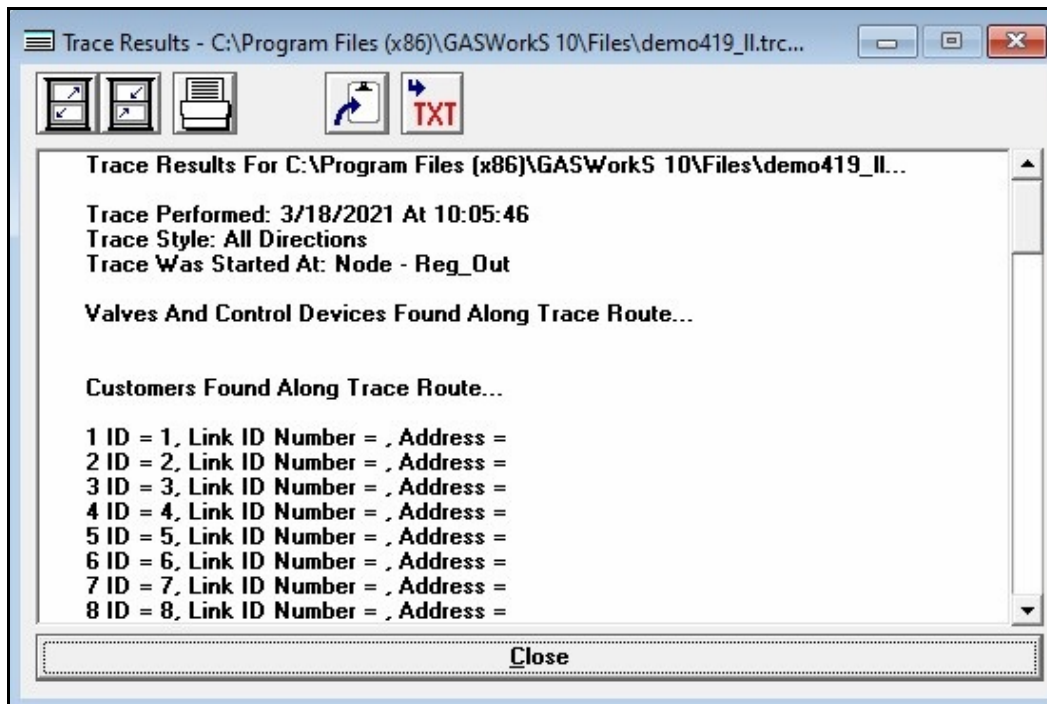 Trace Results - C:\Program Files (x86)\GASWorkS 10\Files\demo419_II.trc...
TXT
Trace Results For C:\Program Files (x86)\GASWorkS 10\Files\demo419_II...
Trace Performed: 3/18/2021 At 10:05:46
Trace Style: All Directions
Trace Was Started At: Node - Reg_Out
Valves And Control Devices Found Along Trace Route...
Customers Found Along Trace Route...
1 ID = 1, Link ID Number = , Address =
2 ID = 2, Link ID Number = , Address =
3 ID = 3, Link ID Number = , Address =
4 ID = 4, Link ID Number = , Address =
5 ID = 5, Link ID Number = , Address =
6 ID = 6, Link ID Number = , Address =
7 ID = 7, Link ID Number = , Address =
8 ID = 8, Link ID Number = , Address =
Close